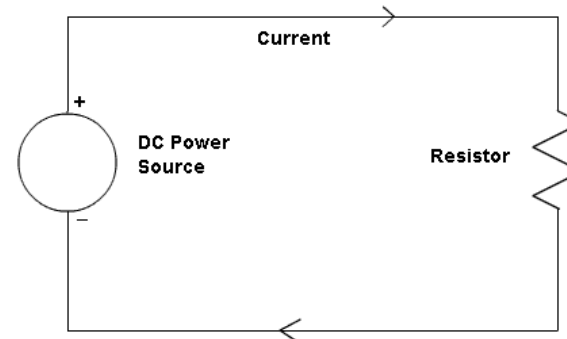 Current
+
DC Power
Source
Resistor
–